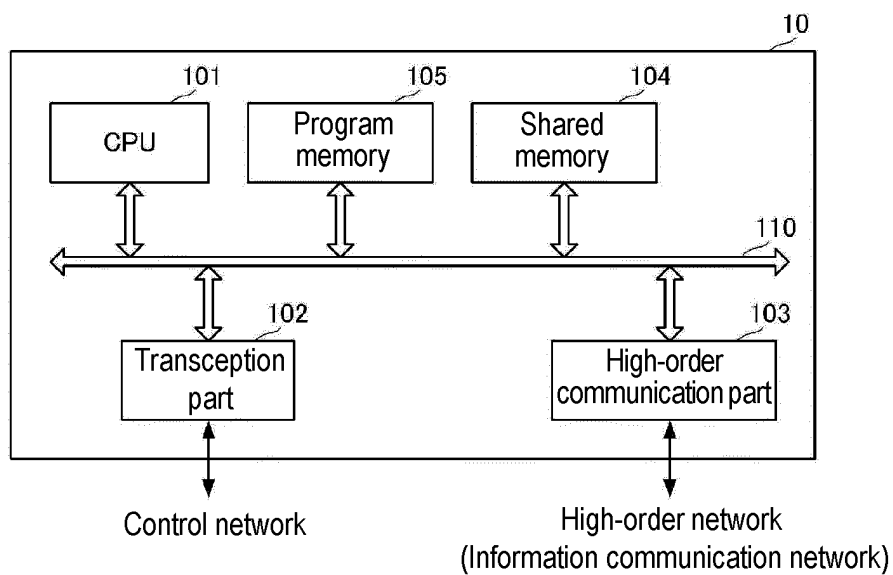 10
101
105
104
CPU
Program
memory
Shared
memory
110
102
103
Transception
part
High-order
communication part
Control network
High-order network
(Information communication network)